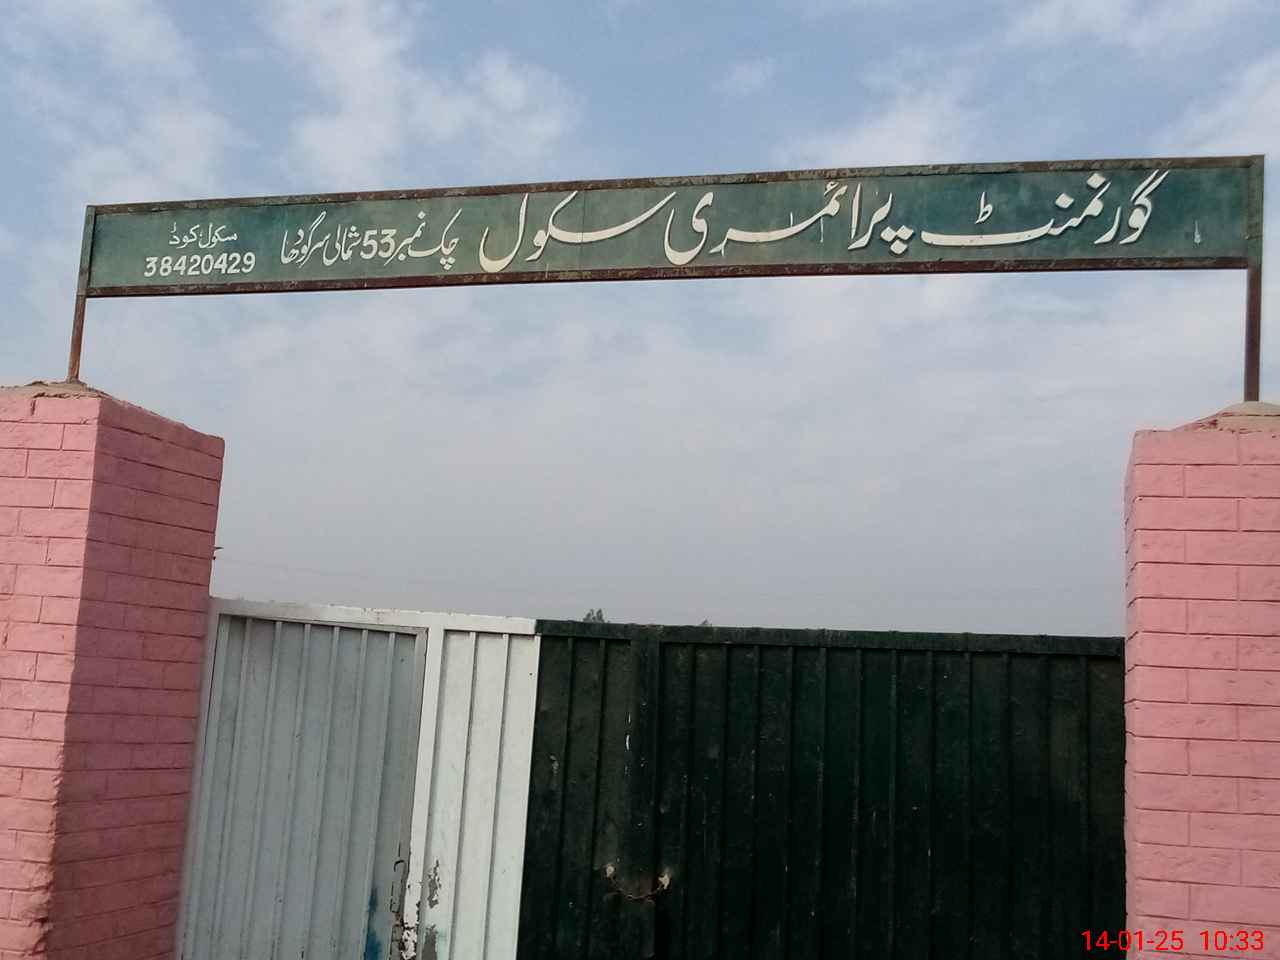 گورنمنٹ پرائمری سکول چک نمبر 53 شمالی سرگودھا
سکول کوڈ
38420429
14-01-25 10:33